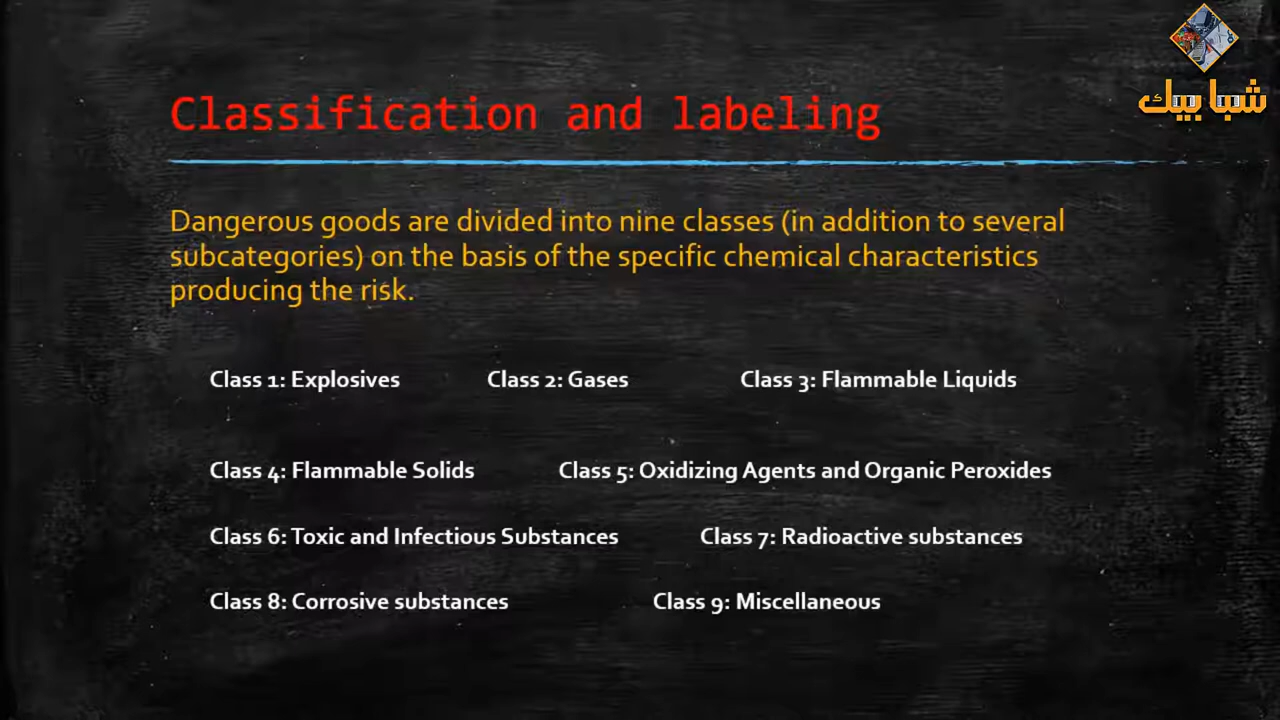 شبابيك
Classification and labeling
Dangerous goods are divided into nine classes (in addition to several
subcategories) on the basis of the specific chemical characteristics
producing the risk.
Class 1: Explosives Class 2: Gases Class 3: Flammable Liquids
Class 4: Flammable Solids Class 5: Oxidizing Agents and Organic Peroxides
Class 6: Toxic and Infectious Substances Class 7: Radioactive substances
Class 8: Corrosive substances Class 9: Miscellaneous